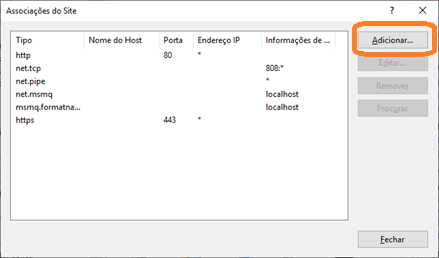 Associações do Site
? ×
Tipo Nome do Host Porta Endereço IP Informações de ...
http 80 *
net.tcp 808:*
net.pipe *
net.msmq localhost
msmq.formatna... localhost
https 443 *
Adicionar...
Editar...
Remover
Procurar
Fechar